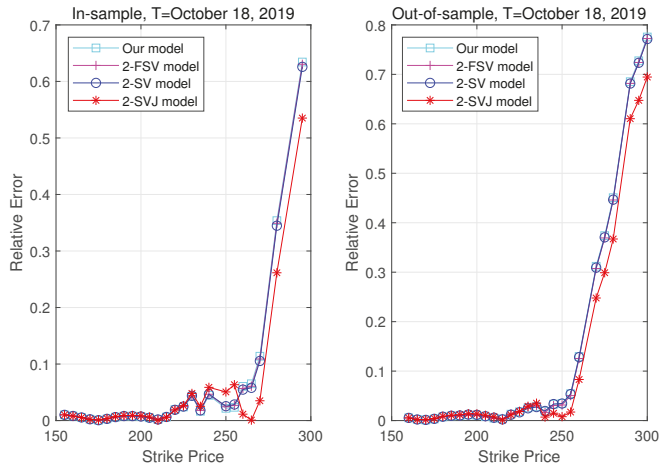 In-sample, T=October 18, 2019
Out-of-sample, T=October 18, 2019
Our model
2-FSV model
2-SV model
2-SVJ model
Our model
2-FSV model
2-SV model
2-SVJ model
Relative Error
0.7
0.6
0.5
0.4
0.3
0.2
0.1
0
150
200
250
300
Strike Price
Relative Error
0.8
0.7
0.6
0.5
0.4
0.3
0.2
0.1
0
150
200
250
300
Strike Price